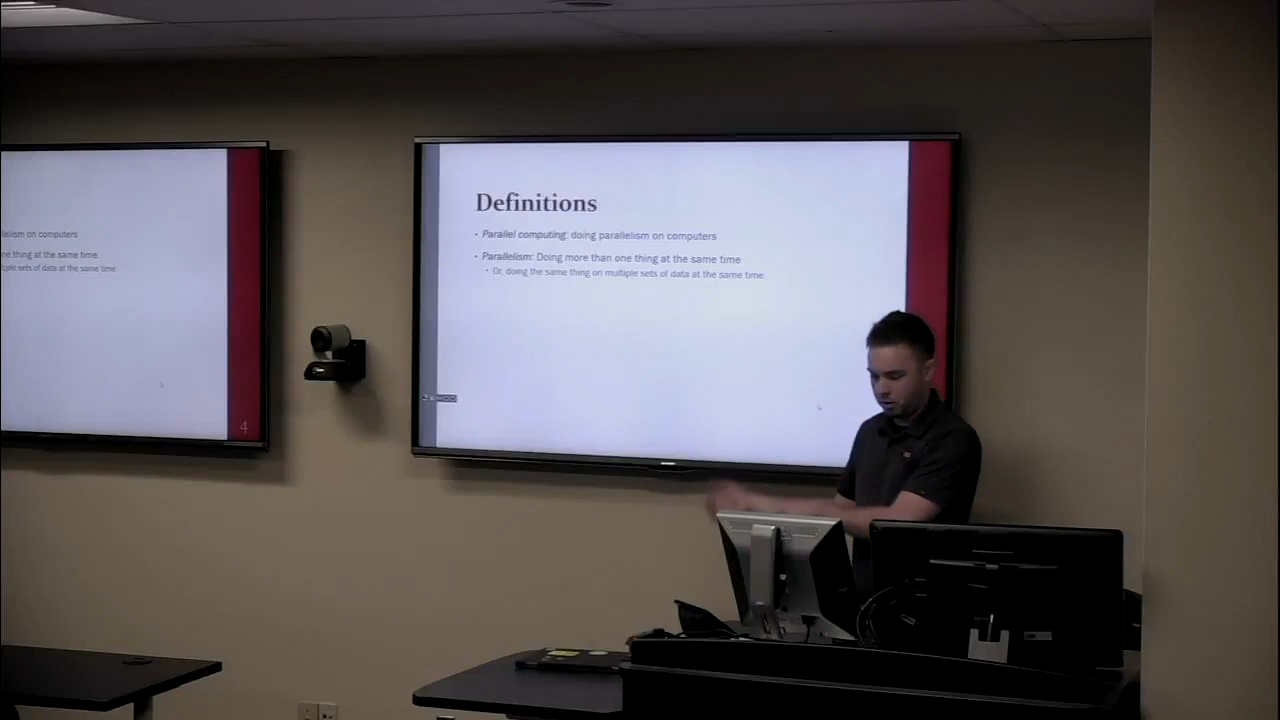 lelism on computers
ne thing at the same time
tiple sets of data at the same time
4
Definitions
• Parallel computing: doing parallelism on computers
• Parallelism: Doing more than one thing at the same time
• Or, doing the same thing on multiple sets of data at the same time